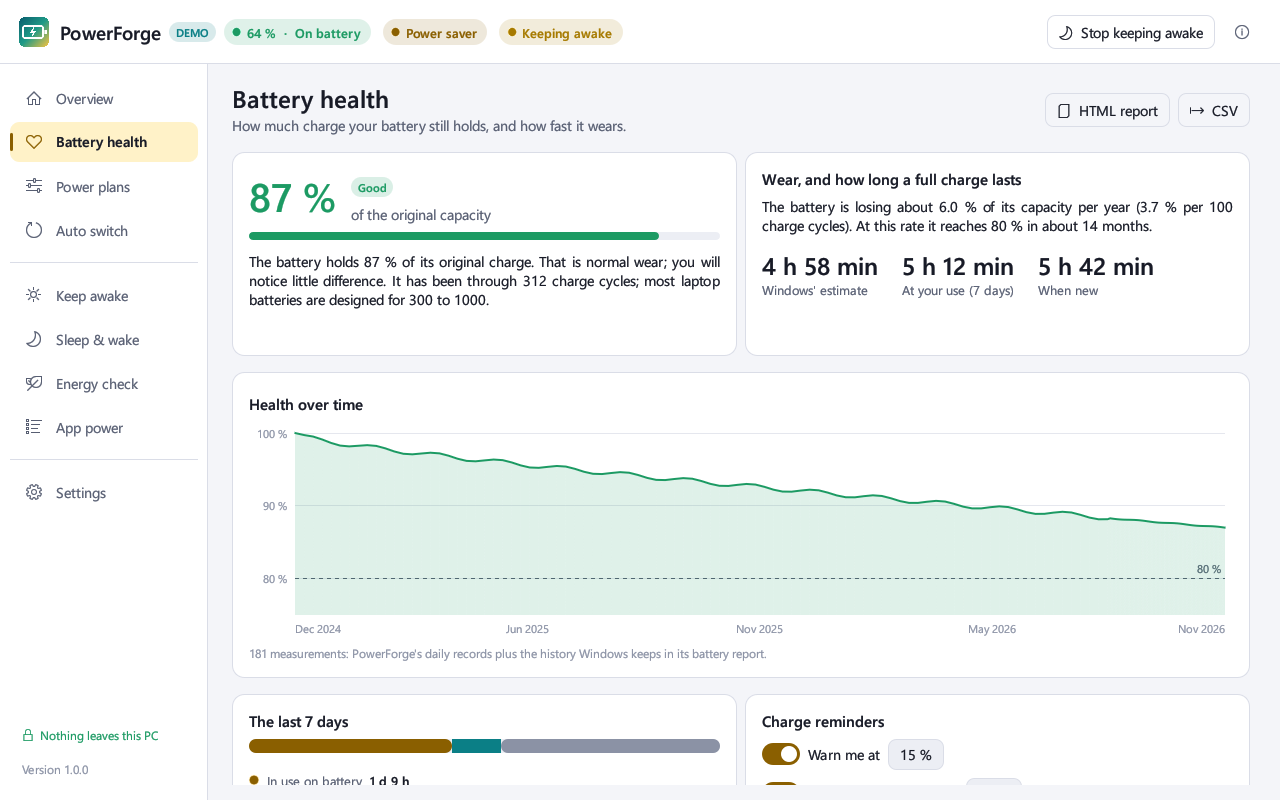 PowerForge DEMO 64 % · On battery Power saver Keeping awake Stop keeping awake
Overview
Battery health
Power plans
Auto switch
Keep awake
Sleep & wake
Energy check
App power
Settings
Nothing leaves this PC
Version 1.0.0
Battery health
How much charge your battery still holds, and how fast it wears.
HTML report CSV
87 % Good
of the original capacity
The battery holds 87 % of its original charge. That is normal wear; you will
notice little difference. It has been through 312 charge cycles; most laptop
batteries are designed for 300 to 1000.
Wear, and how long a full charge lasts
The battery is losing about 6.0 % of its capacity per year (3.7 % per 100
charge cycles). At this rate it reaches 80 % in about 14 months.
4 h 58 min 5 h 12 min 5 h 42 min
Windows' estimate At your use (7 days) When new
Health over time
100 %
90 %
80 %
80 %
Dec 2024 Jun 2025 Nov 2025 May 2026 Nov 2026
181 measurements: PowerForge's daily records plus the history Windows keeps in its battery report.
The last 7 days
In use on battery 1 d 9 h
Charge reminders
Warn me at 15 %